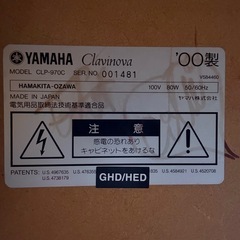 YAMAHA Clavinova '00製
MODEL CLP-970C SER. NO. 001481
HAMAKITA-OZAWA 100V 80W 50/60Hz
MADE IN JAPAN ヤマハ株式会社
電気用品取締法技術基準適合品
注 意
感電の恐れあり
キャビネットをあけるな
GHD/HED